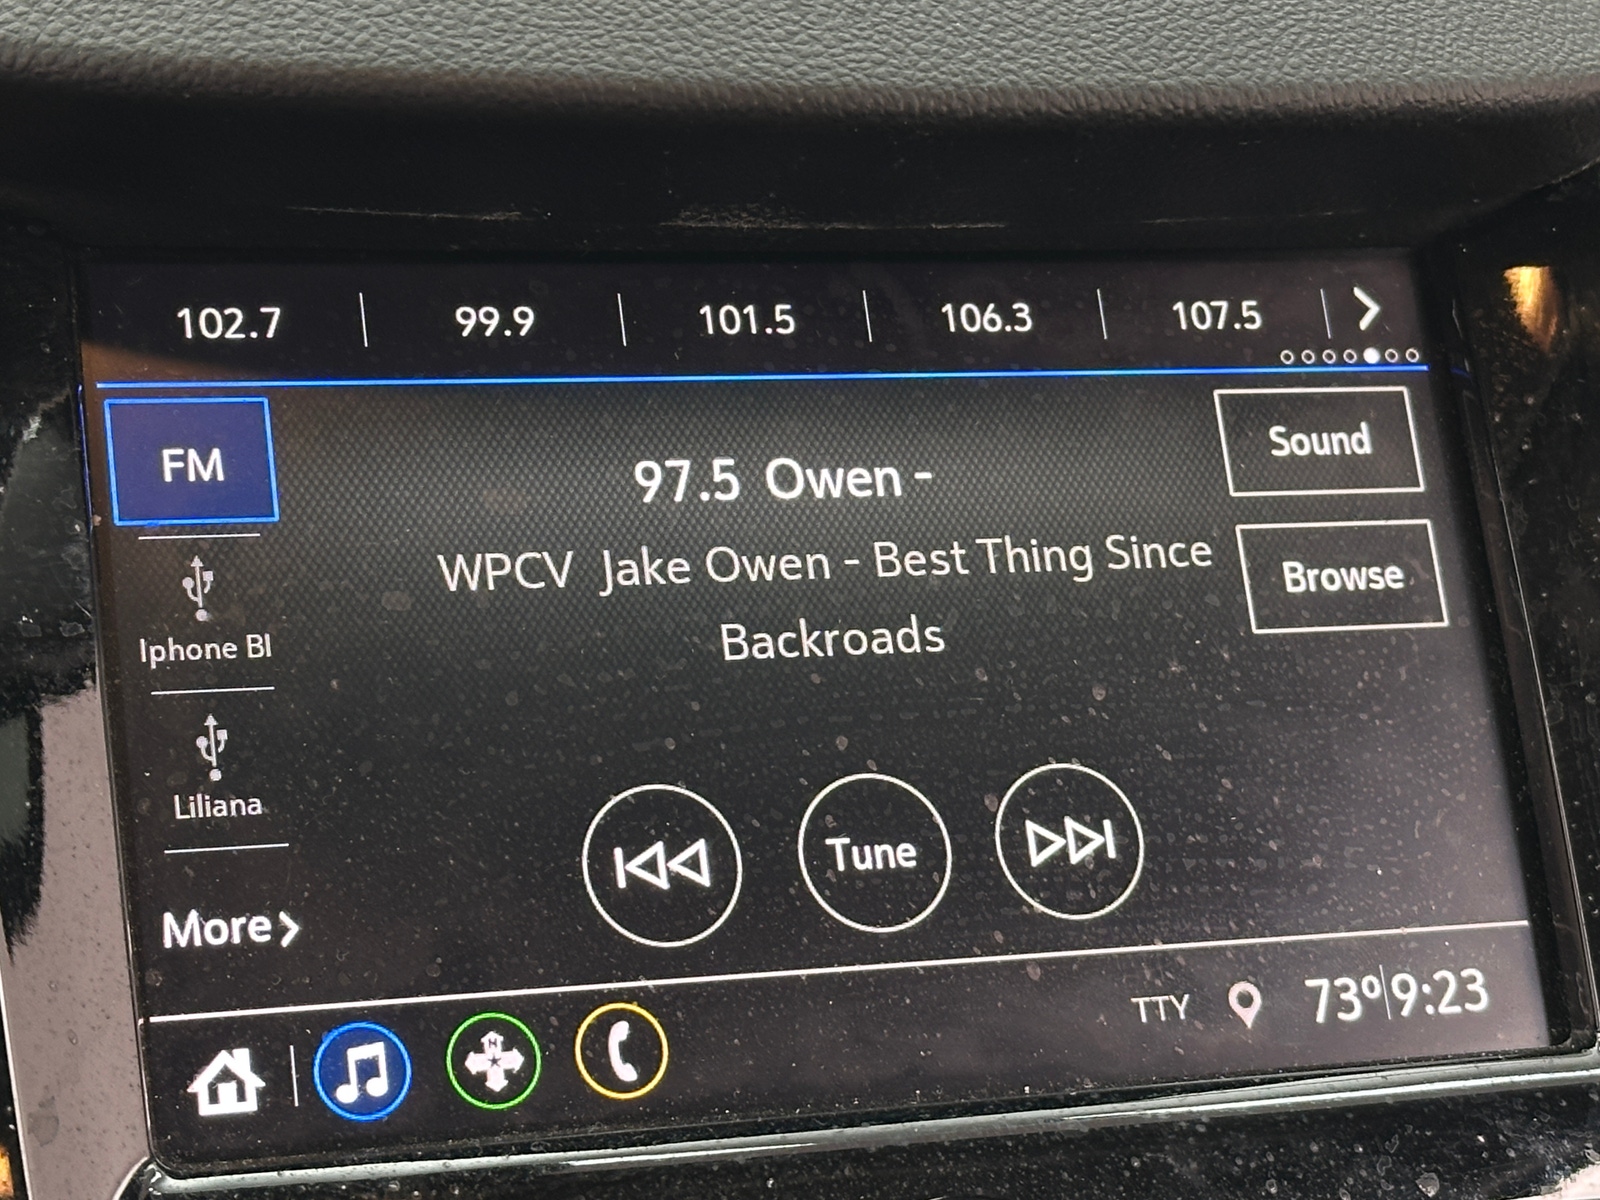 102.7 99.9 101.5 106.3 107.5
FM
97.5 Owen -
Sound
WPCV Jake Owen - Best Thing Since
Backroads
Browse
Iphone Bl
Liliana
Tune
More
TTY 73° 9:23
N